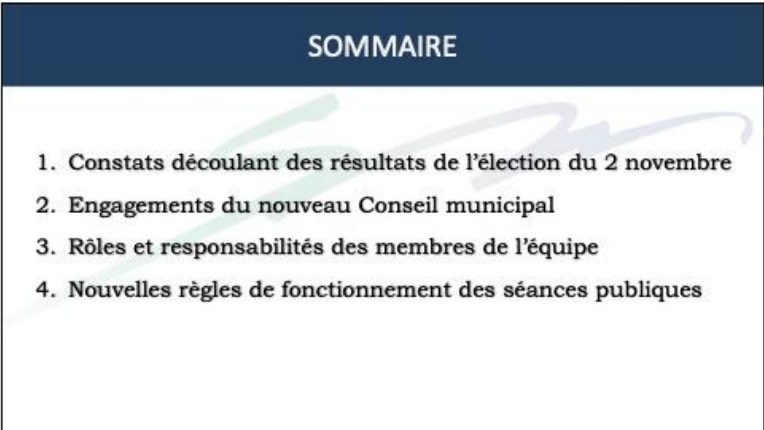 SOMMAIRE
1. Constats découlant des résultats de l'élection du 2 novembre
2. Engagements du nouveau Conseil municipal
3. Rôles et responsabilités des membres de l'équipe
4. Nouvelles règles de fonctionnement des séances publiques